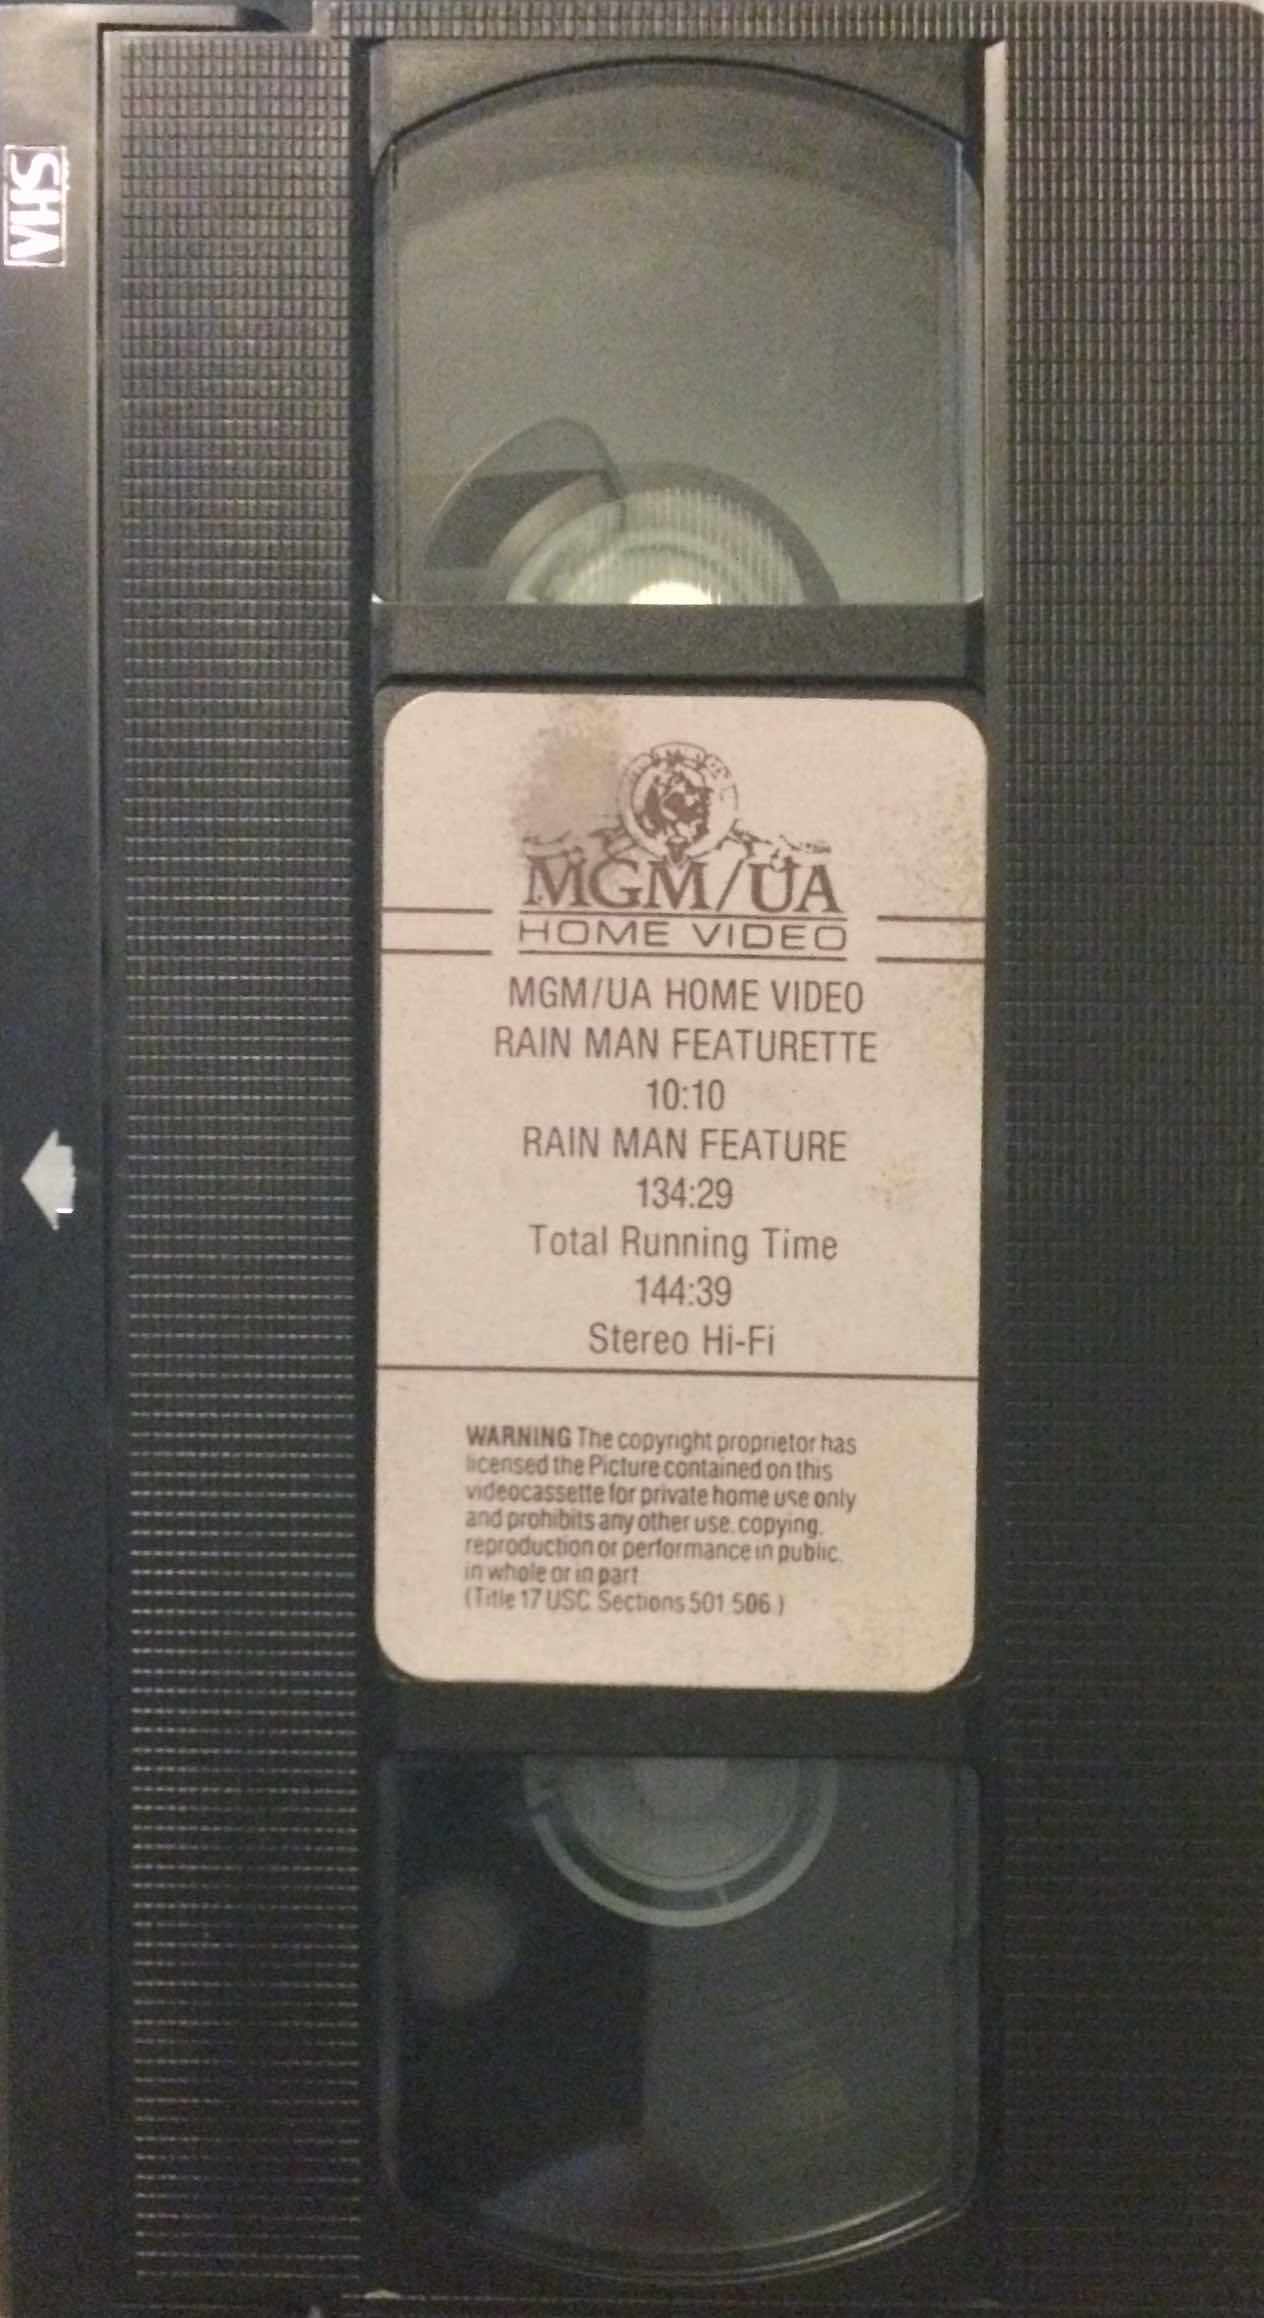 VHS
MGM/UA
HOME VIDEO
MGM/UA HOME VIDEO
RAIN MAN FEATURETTE
10:10
RAIN MAN FEATURE
134:29
Total Running Time
144:39
Stereo Hi-Fi
WARNING The copyright proprietor has
licensed the Picture contained on this
videocassette for private home use only
and prohibits any other use, copying,
reproduction or performance in public,
in whole or in part
(Title 17 USC Sections 501 506.)